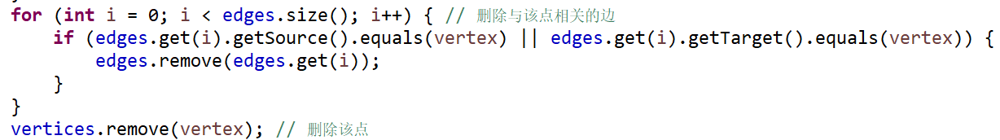 for (int i = 0; i < edges.size(); i++) { // 删除与该点相关的边
if (edges.get(i).getSource().equals(vertex) || edges.get(i).getTarget().equals(vertex)) {
edges.remove(edges.get(i));
}
}
vertices.remove(vertex); // 删除该点